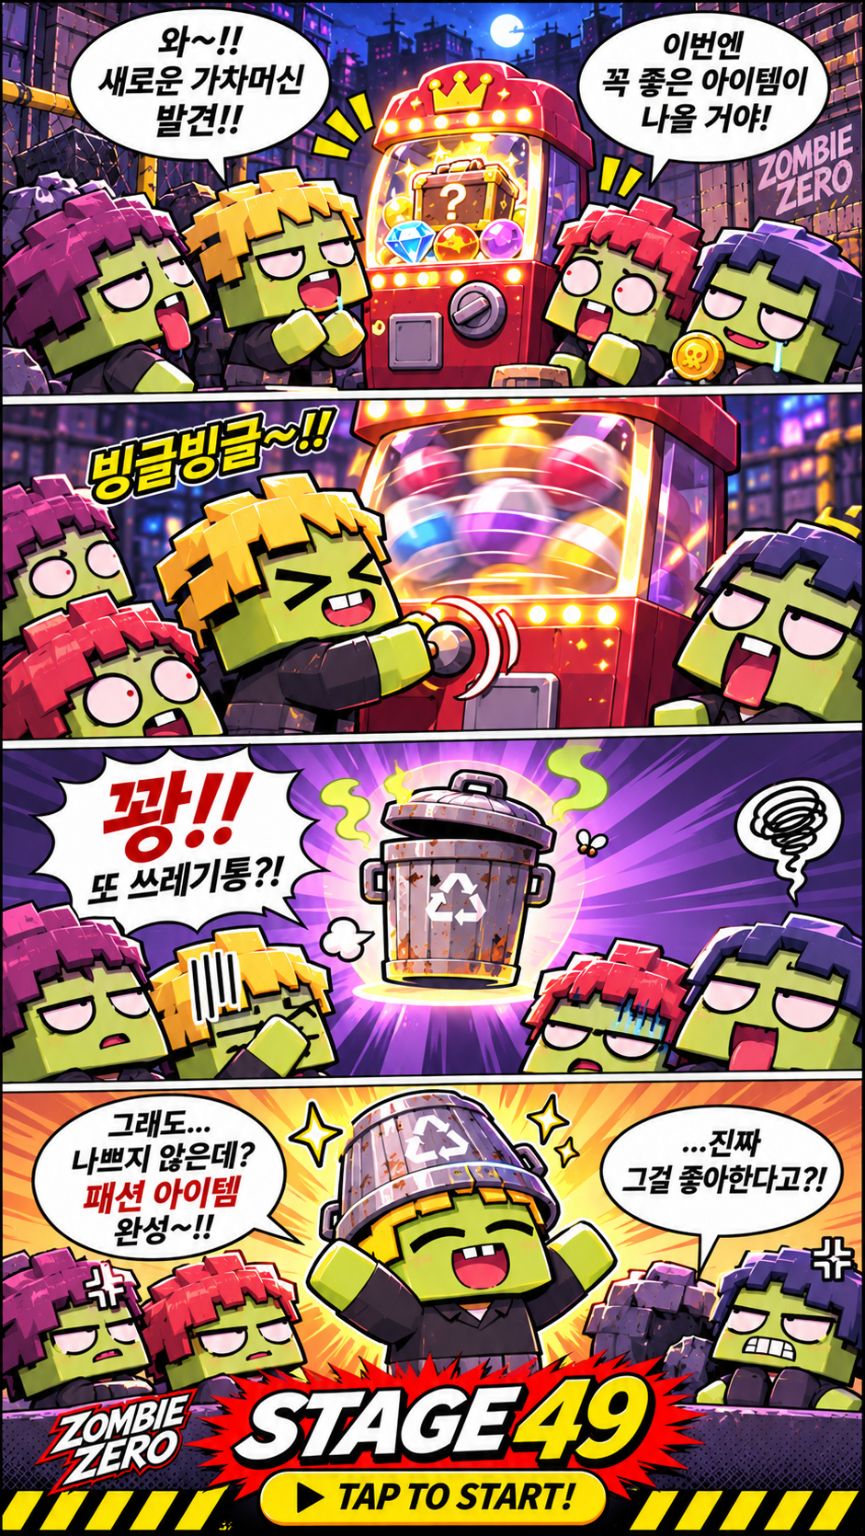 와~!!
새로운 가차머신
발견!!
이번엔
꼭 좋은 아이템이
나올 거야!
?
ZOMBIE
ZERO
빙글빙글~!!
꽝!!
또 쓰레기통?!
그래도...
나쁘지 않은데?
패션 아이템
완성~!!
...진짜
그걸 좋아한다고?!
ZOMBIE
ZERO
STAGE 49
TAP TO START!